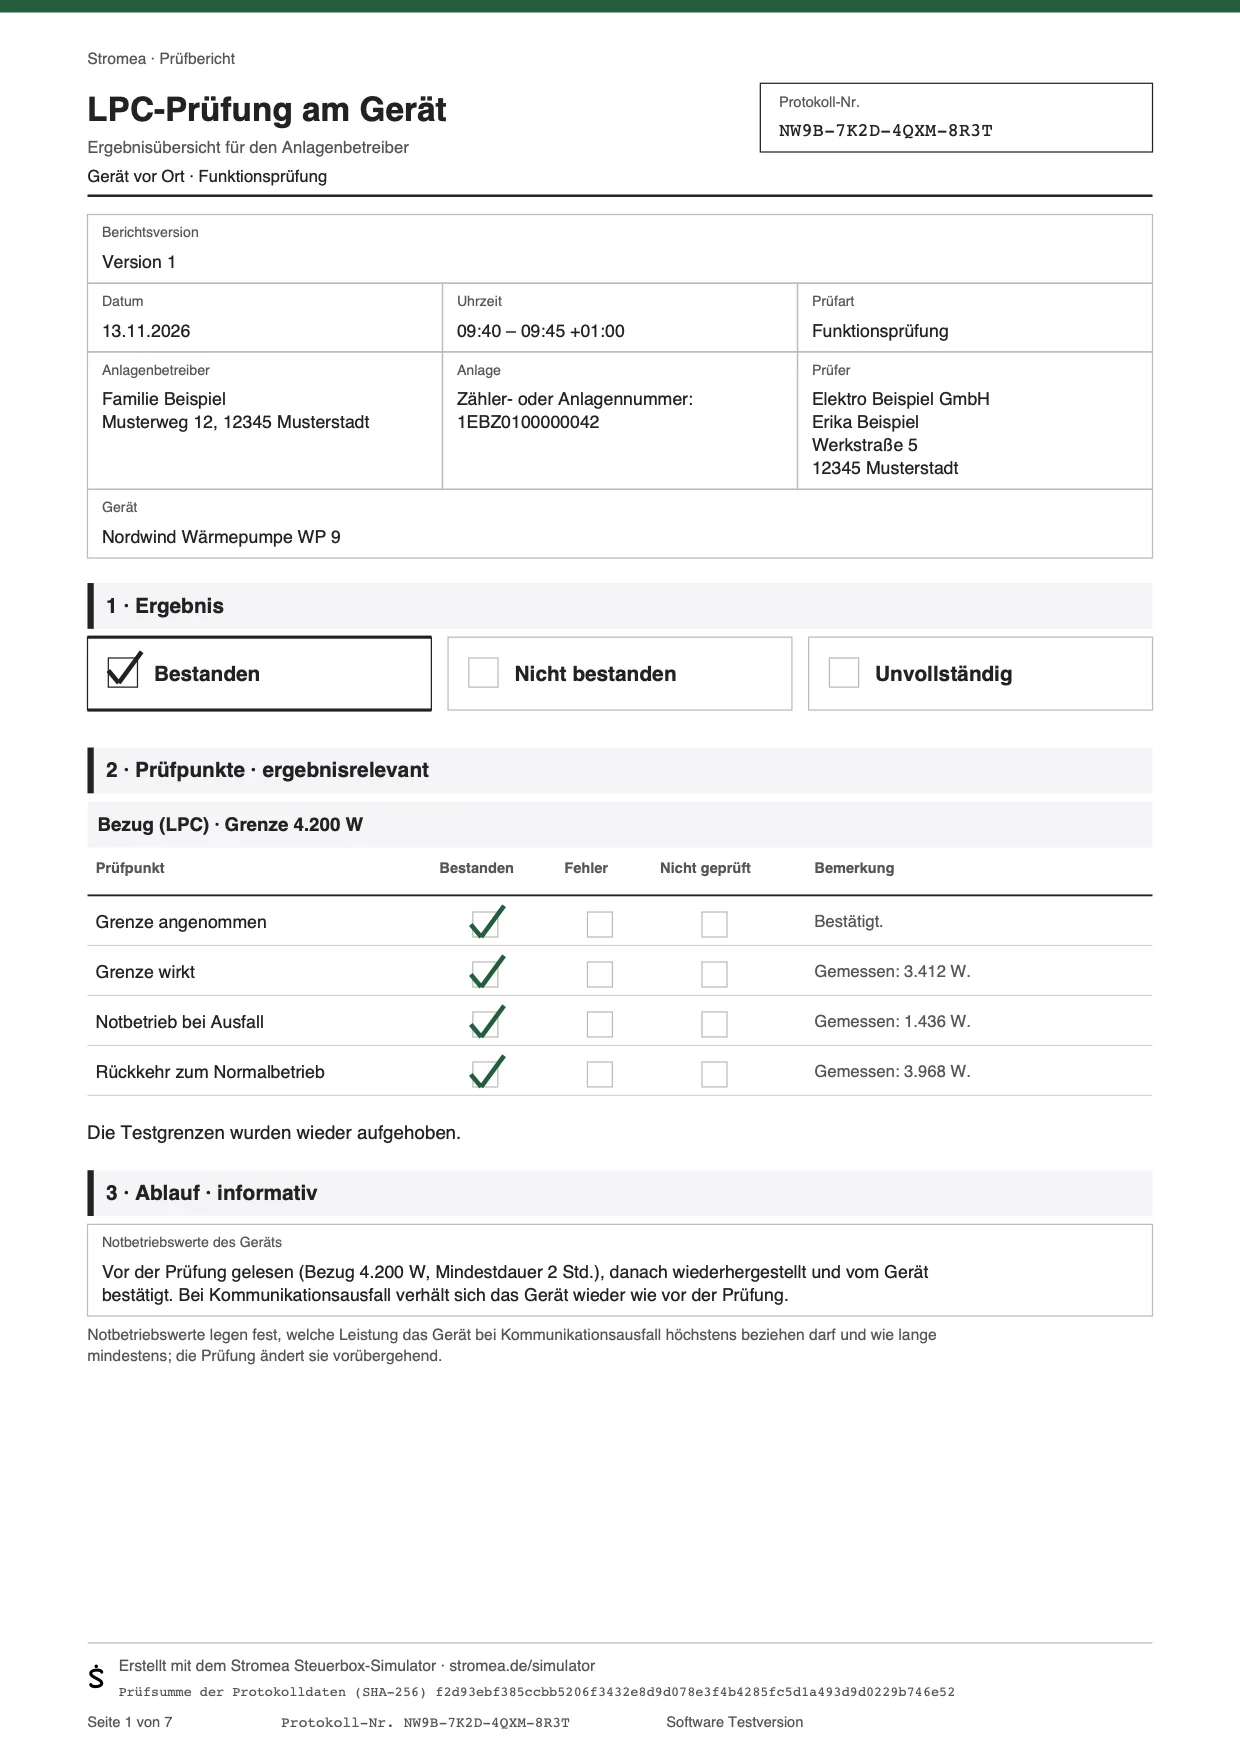 Stromea · Prüfbericht
LPC-Prüfung am Gerät
Ergebnisübersicht für den Anlagenbetreiber
Gerät vor Ort · Funktionsprüfung
Protokoll-Nr.
NW9B-7K2D-4QXM-8R3T
Berichtsversion
Version 1
Datum
13.11.2026
Uhrzeit
09:40 – 09:45 +01:00
Prüfart
Funktionsprüfung
Anlagenbetreiber
Familie Beispiel
Musterweg 12, 12345 Musterstadt
Anlage
Zähler- oder Anlagennummer:
1EBZ0100000042
Prüfer
Elektro Beispiel GmbH
Erika Beispiel
Werkstraße 5
12345 Musterstadt
Gerät
Nordwind Wärmepumpe WP 9
1 · Ergebnis
Bestanden
Nicht bestanden
Unvollständig
2 · Prüfpunkte · ergebnisrelevant
Bezug (LPC) · Grenze 4.200 W
Prüfpunkt Bestanden Fehler Nicht geprüft Bemerkung
Grenze angenommen Bestätigt.
Grenze wirkt Gemessen: 3.412 W.
Notbetrieb bei Ausfall Gemessen: 1.436 W.
Rückkehr zum Normalbetrieb Gemessen: 3.968 W.
Die Testgrenzen wurden wieder aufgehoben.
3 · Ablauf · informativ
Notbetriebswerte des Geräts
Vor der Prüfung gelesen (Bezug 4.200 W, Mindestdauer 2 Std.), danach wiederhergestellt und vom Gerät
bestätigt. Bei Kommunikationsausfall verhält sich das Gerät wieder wie vor der Prüfung.
Notbetriebswerte legen fest, welche Leistung das Gerät bei Kommunikationsausfall höchstens beziehen darf und wie lange
mindestens; die Prüfung ändert sie vorübergehend.
Erstellt mit dem Stromea Steuerbox-Simulator · stromea.de/simulator
Prüfsumme der Protokolldaten (SHA-256) f2d93ebf385ccbb5206f3432e8d9d078e3f4b4285fc5d1a493d9d0229b746e52
Seite 1 von 7 Protokoll-Nr. NW9B-7K2D-4QXM-8R3T Software Testversion